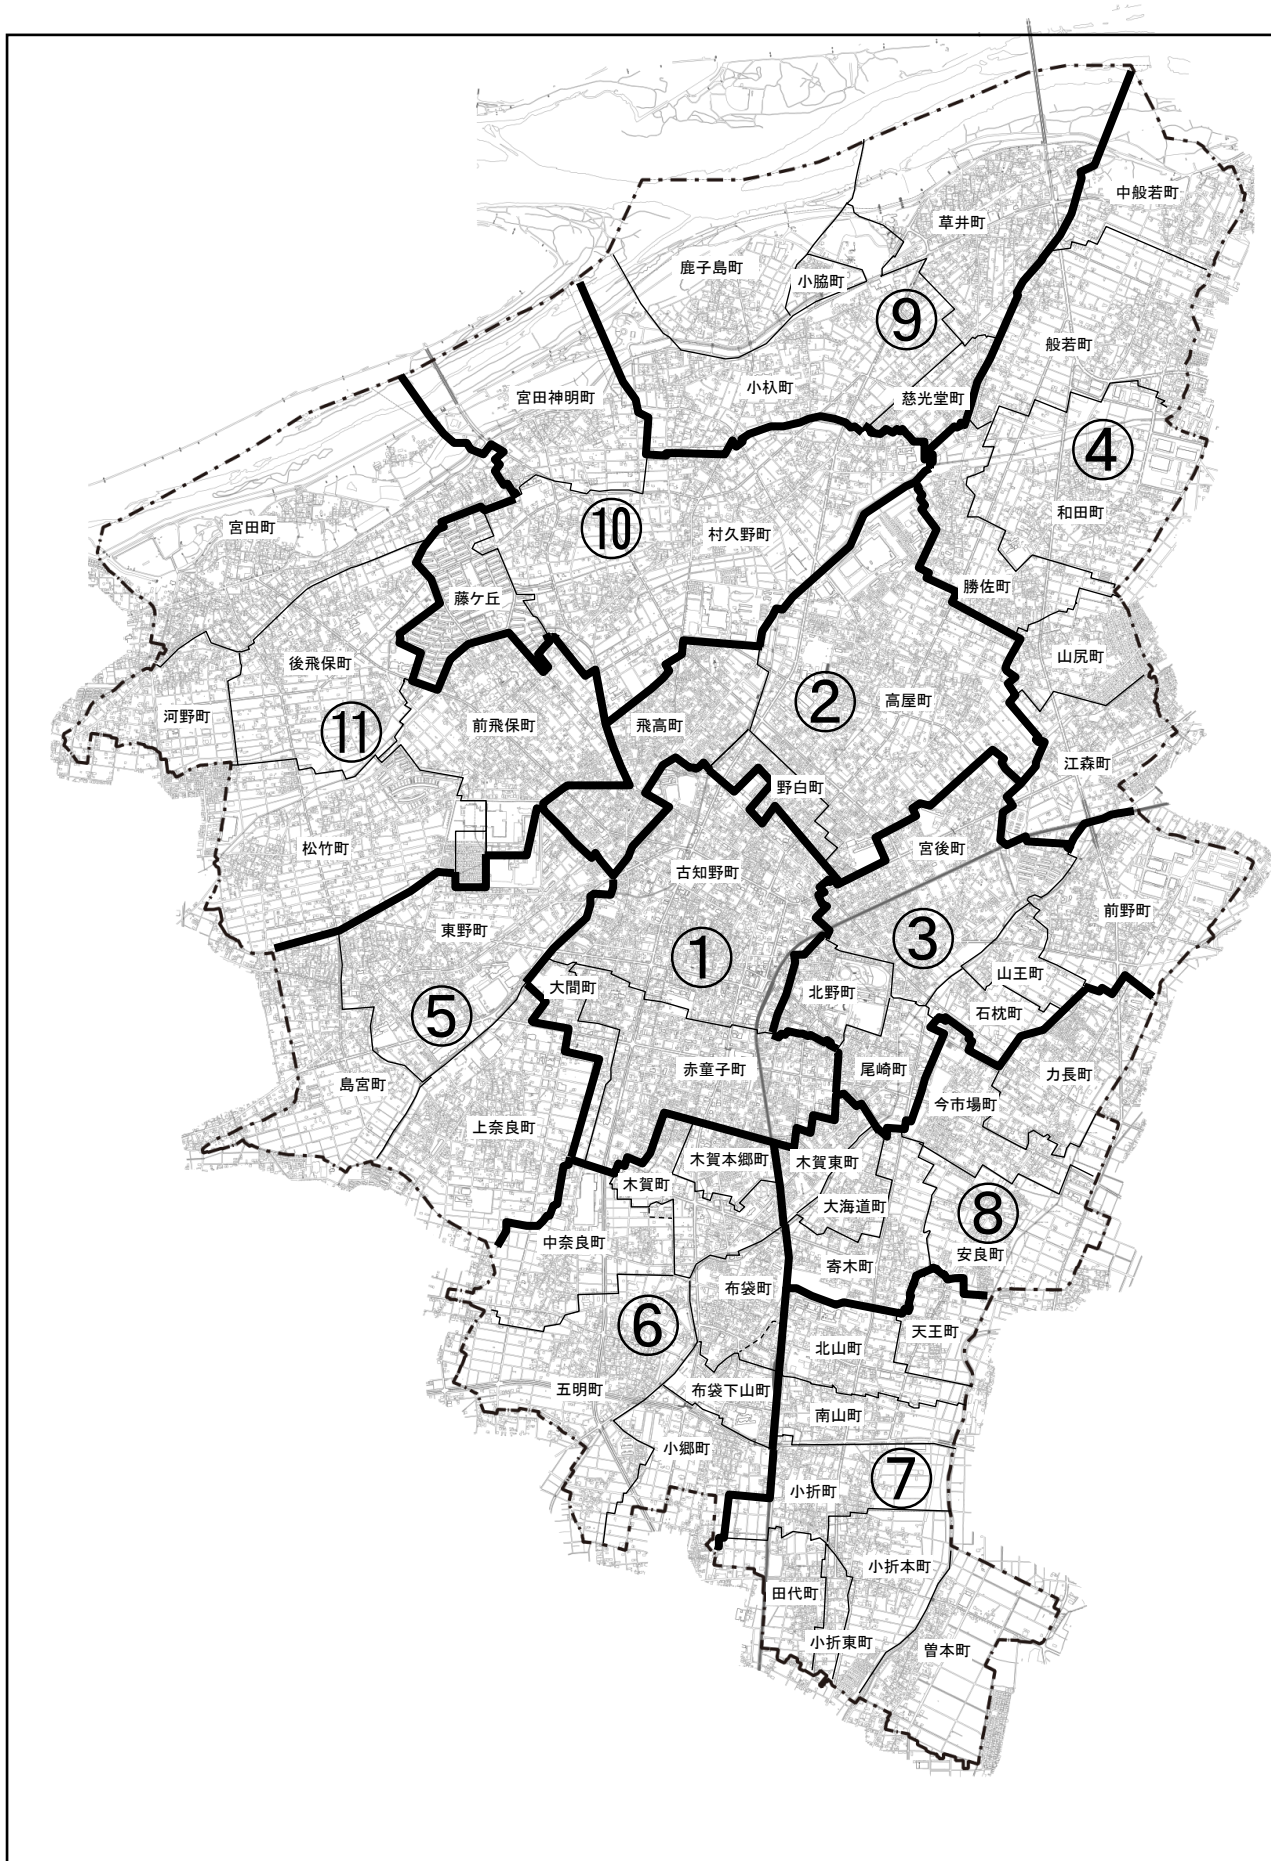 中般若町
草井町
鹿子島町
小脇町
⑨
般若町
小杁町
慈光堂町
宮田神明町
④
和田町
宮田町
⑩
村久野町
勝佐町
藤ケ丘
山尻町
後飛保町
②
高屋町
河野町
⑪
前飛保町
飛高町
江森町
野白町
松竹町
宮後町
古知野町
前野町
東野町
③
①
山王町
大間町
北野町
石枕町
⑤
尾崎町
力長町
島宮町
赤童子町
今市場町
上奈良町
木賀本郷町
木賀東町
木賀町
大海道町
⑧
中奈良町
安良町
寄木町
布袋町
⑥
天王町
北山町
五明町
布袋下山町
南山町
小郷町
⑦
小折町
小折本町
田代町
小折東町
曽本町